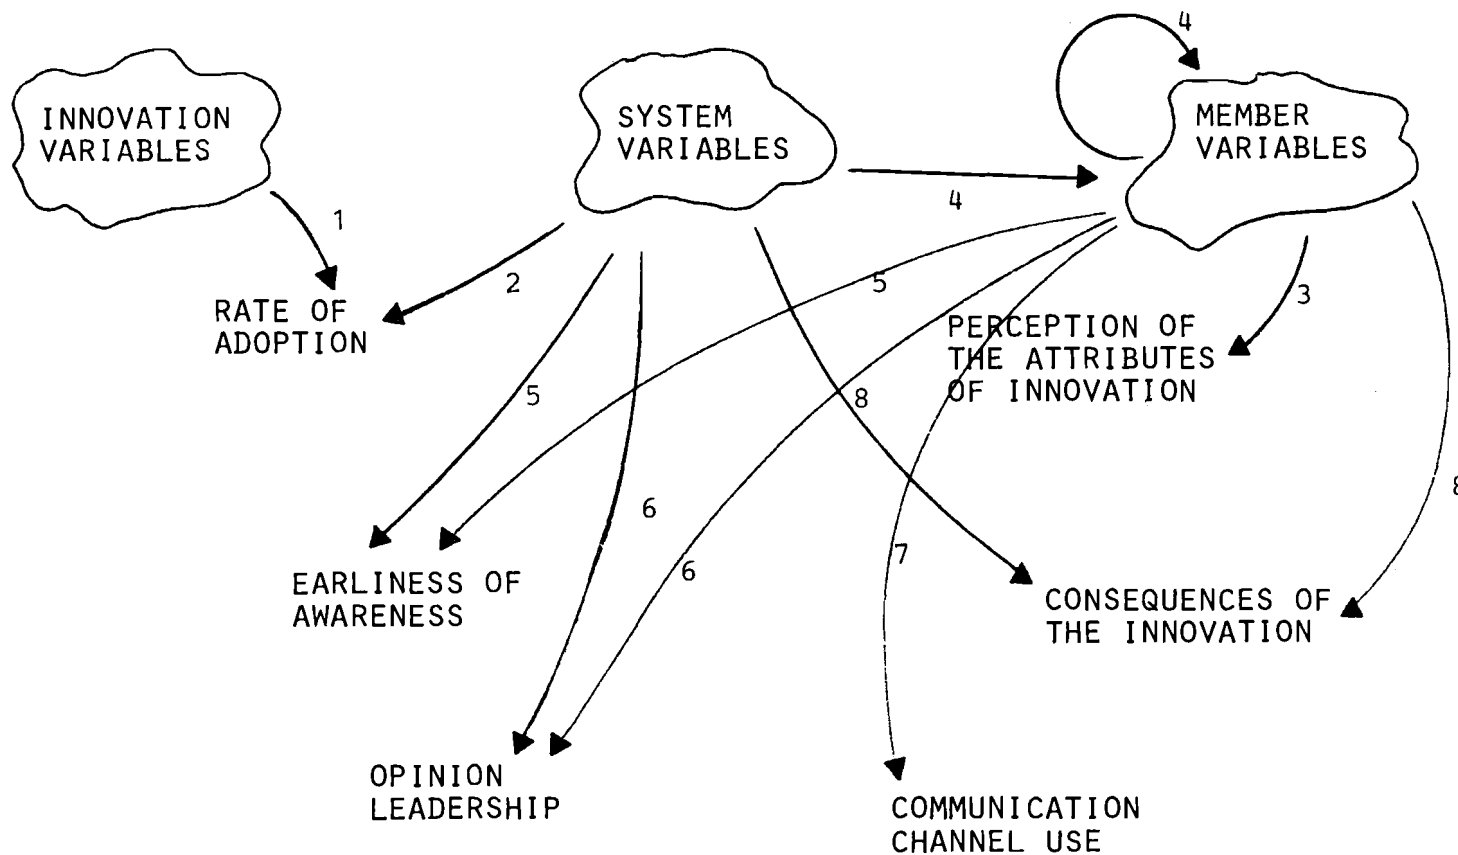 4
INNOVATION
VARIABLES
SYSTEM
VARIABLES
MEMBER
VARIABLES
4
1
2
5
3
RATE OF
ADOPTION
PERCEPTION OF
THE ATTRIBUTES
OF INNOVATION
5
8
6
8
7
6
EARLINESS OF
AWARENESS
CONSEQUENCES OF
THE INNOVATION
OPINION
LEADERSHIP
COMMUNICATION
CHANNEL USE